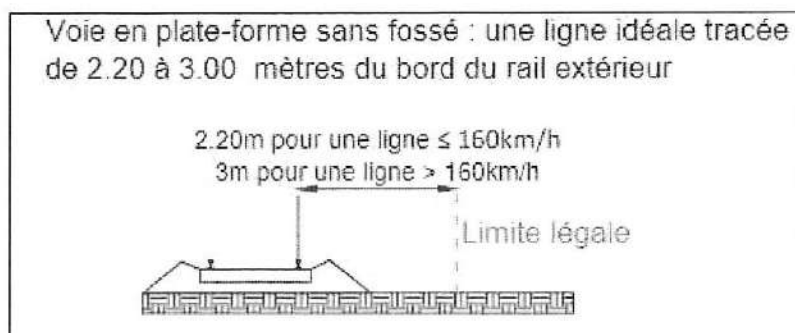 Voie en plate-forme sans fossé : une ligne idéale tracée
de 2.20 à 3.00 mètres du bord du rail extérieur
2.20m pour une ligne ≤ 160km/h
3m pour une ligne > 160km/h
Limite légale